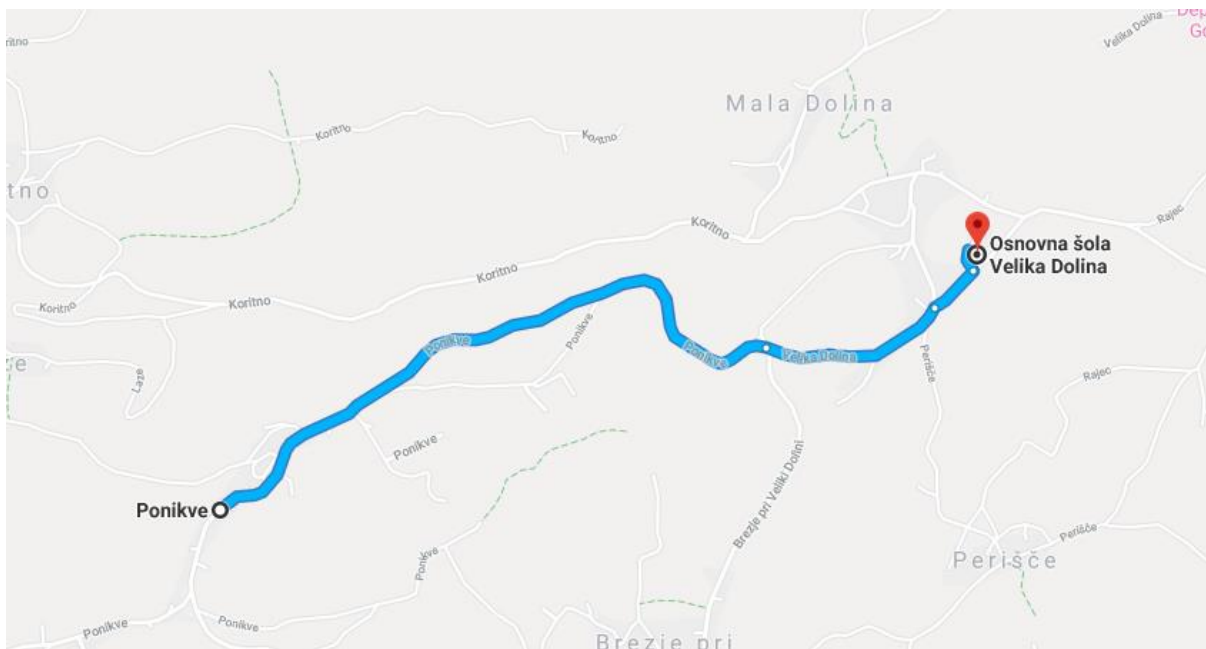 Velika Dolina
Mala Dolina
Koritno
Koritno
Koritno
Osnovna šola
Velika Dolina
Rajec
Koritno
Koritno
Koritno
Ponikve
Ponikve
Ponikve
Velika Dolina
Perišče
Laze
Rajec
Ponikve
Brezje pri Veliki Dolini
Ponikve
Perišče
Perišče
Ponikve
Ponikve
Ponikve
Brezje pri